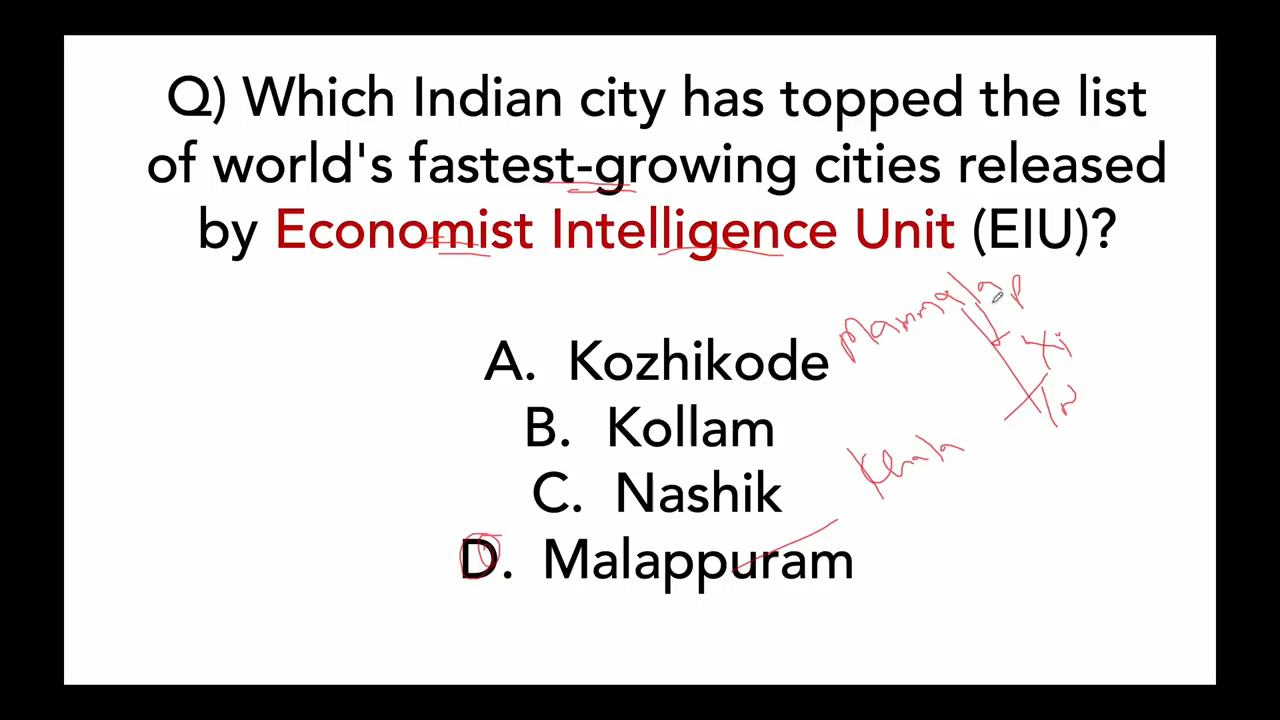 Q) Which Indian city has topped the list
of world's fastest-growing cities released
by Economist Intelligence Unit (EIU)?
A. Kozhikode
B. Kollam
C. Nashik
D. Malappuram